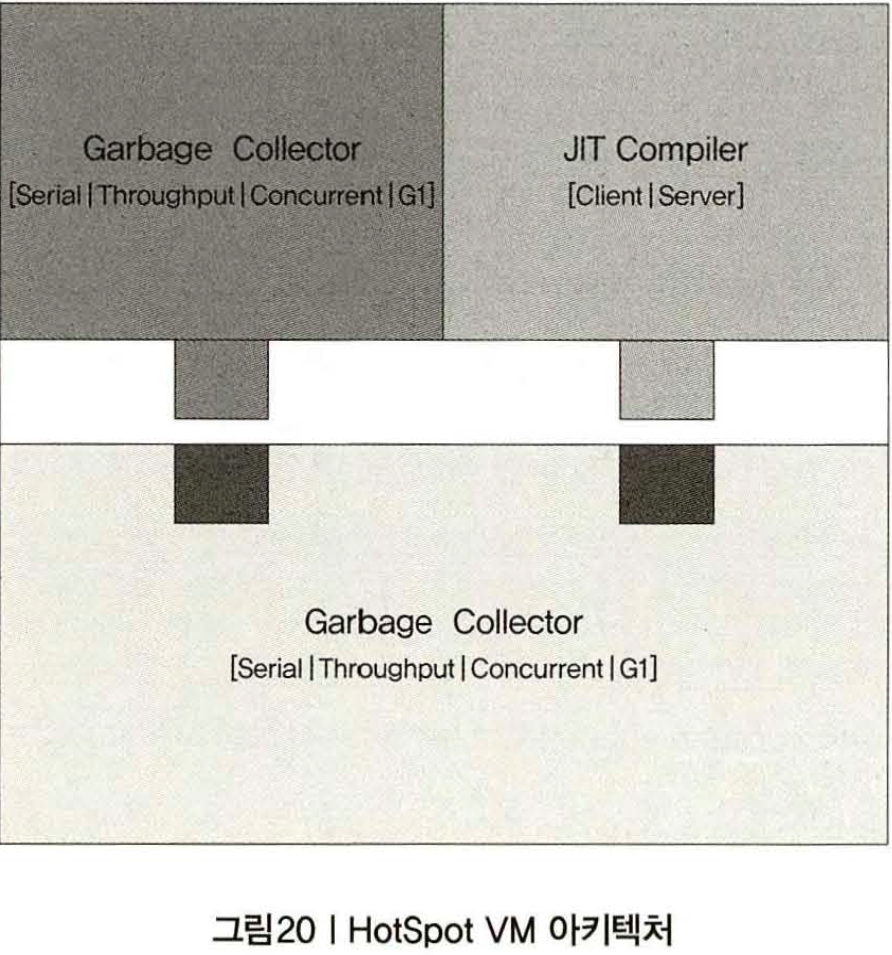 Garbage Collector
[Serial|Throughput|Concurrent|G1]
JIT Compiler
[Client|Server]
Garbage Collector
[Serial|Throughput|Concurrent|G1]
그림20 | HotSpot VM 아키텍처